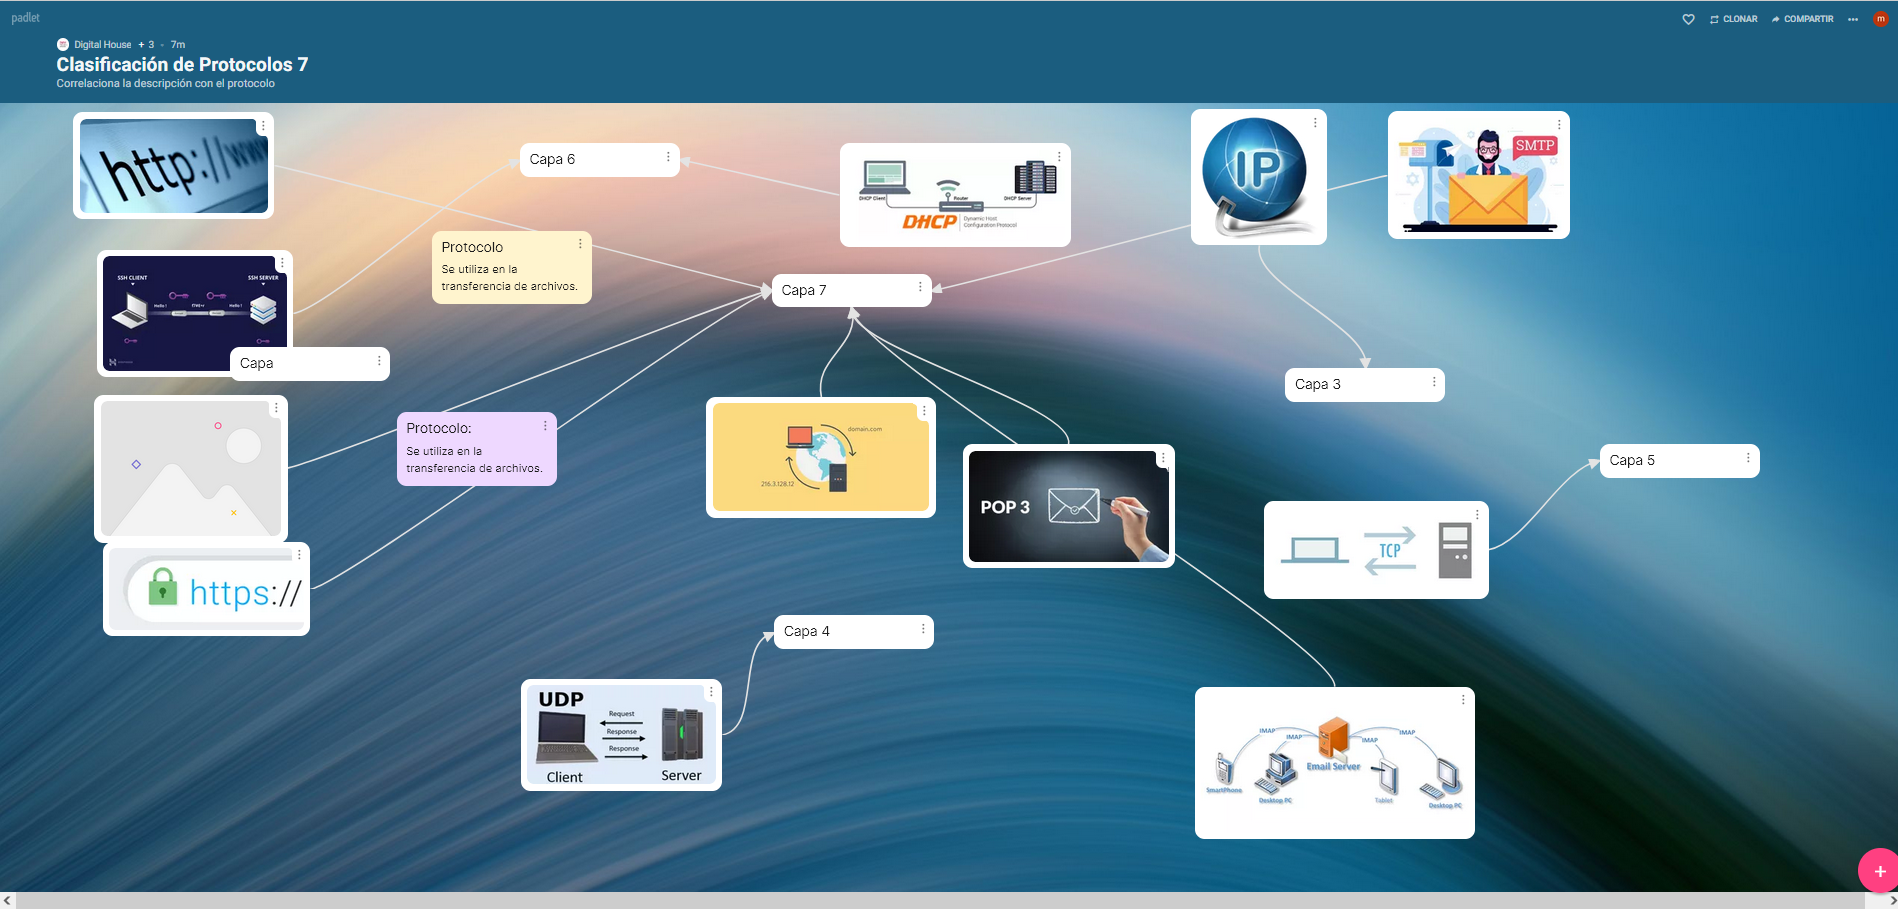 padlet
CLONAR
COMPARTIR
m
Digital House + 3 · 7m
Clasificación de Protocolos 7
Correlaciona la descripción con el protocolo
http://ww
Capa 6
DHCP Client
Router
DHCP Server
DHCP
Dynamic Host
Configuration Protocol
IP
SMTP
Protocolo
Se utiliza en la
transferencia de archivos.
SSH CLIENT
SSH SERVER
Hello !
Hello !
Capa
Capa 7
Capa 3
Protocolo:
Se utiliza en la
transferencia de archivos.
domain.com
216.3.128.12
POP 3
Capa 5
TCP
https://
Capa 4
UDP
Request
Response
Response
Client
Server
IMAP
IMAP
IMAP
IMAP
Email Server
SmartPhone
Desktop PC
Tablet
Desktop PC